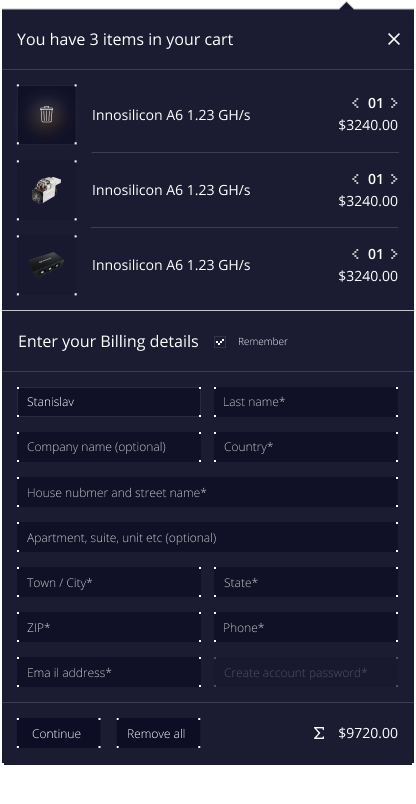 You have 3 items in your cart
Innosilicon A6 1.23 GH/s
< 01 >
$3240.00
Innosilicon A6 1.23 GH/s
< 01 >
$3240.00
Innosilicon A6 1.23 GH/s
< 01 >
$3240.00
Enter your Billing details Remember
Stanislav Last name*
Company name (optional) Country*
House nubmer and street name*
Apartment, suite, unit etc (optional)
Town / City* State*
ZIP* Phone*
Ema il address* Create account password*
Continue Remove all Σ $9720.00